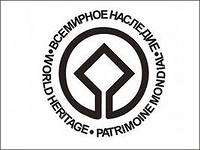 • ВСЕМИРНОЕ НАСЛЕДИЕ •
WORLD HERITAGE •
PATRIMOINE MONDIAL